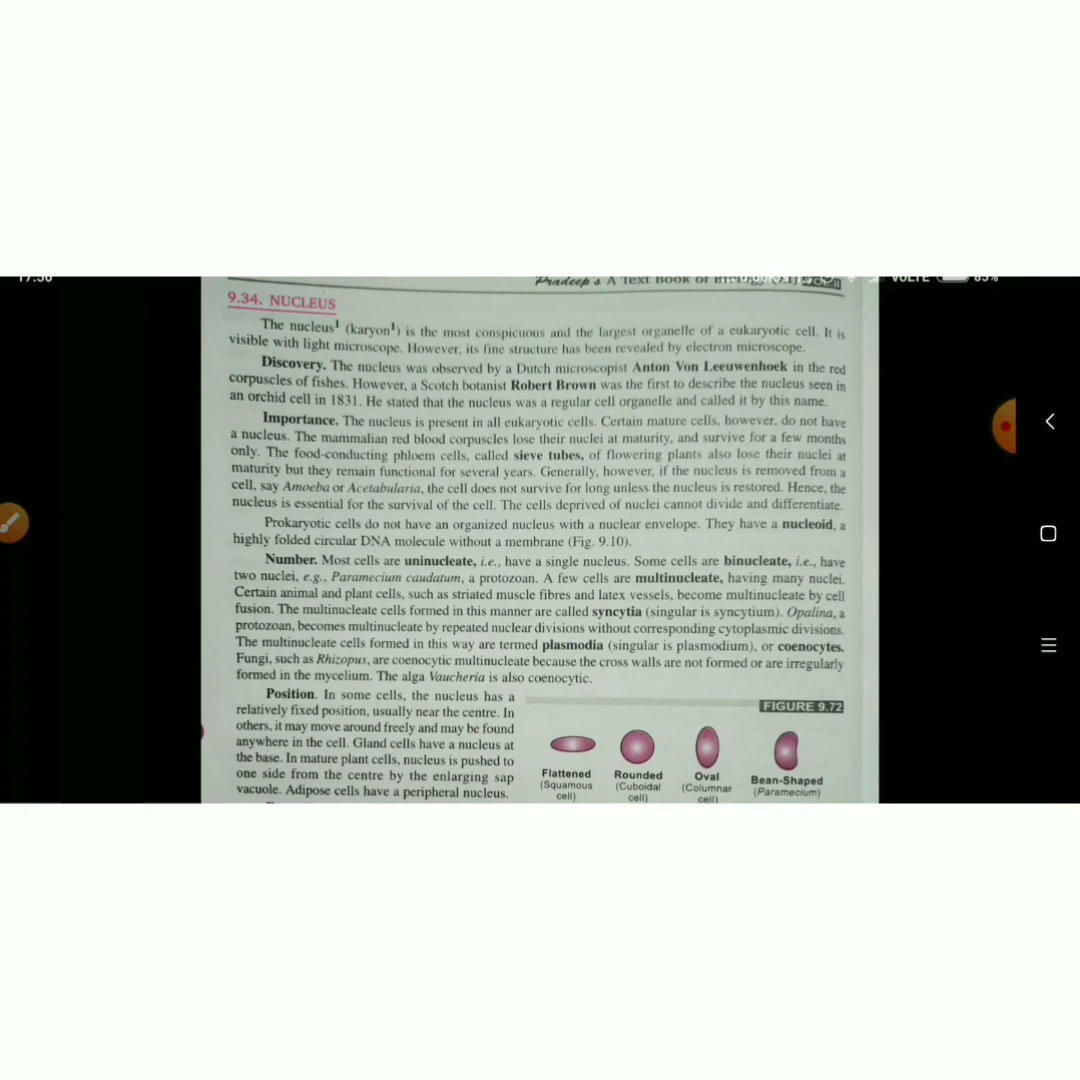 17:50
VOLTE
85%
Pradeep's A Text Book of
9.34. NUCLEUS
The nucleus¹ (karyon¹) is the most conspicuous and the largest organelle of a eukaryotic cell. It is
visible with light microscope. However, its fine structure has been revealed by electron microscope.
Discovery. The nucleus was observed by a Dutch microscopist Anton Von Leeuwenhoek in the red
corpuscles of fishes. However, a Scotch botanist Robert Brown was the first to describe the nucleus seen in
an orchid cell in 1831. He stated that the nucleus was a regular cell organelle and called it by this name.
Importance. The nucleus is present in all eukaryotic cells. Certain mature cells, however, do not have
a nucleus. The mammalian red blood corpuscles lose their nuclei at maturity, and survive for a few months
only. The food-conducting phloem cells, called sieve tubes, of flowering plants also lose their nuclei at
maturity but they remain functional for several years. Generally, however, if the nucleus is removed from a
cell, say Amoeba or Acetabularia, the cell does not survive for long unless the nucleus is restored. Hence, the
nucleus is essential for the survival of the cell. The cells deprived of nuclei cannot divide and differentiate.
Prokaryotic cells do not have an organized nucleus with a nuclear envelope. They have a nucleoid, a
highly folded circular DNA molecule without a membrane (Fig. 9.10).
Number. Most cells are uninucleate, i.e., have a single nucleus. Some cells are binucleate, i.e., have
two nuclei, e.g., Paramecium caudatum, a protozoan. A few cells are multinucleate, having many nuclei.
Certain animal and plant cells, such as striated muscle fibres and latex vessels, become multinucleate by cell
fusion. The multinucleate cells formed in this manner are called syncytia (singular is syncytium). Opalina, a
protozoan, becomes multinucleate by repeated nuclear divisions without corresponding cytoplasmic divisions.
The multinucleate cells formed in this way are termed plasmodia (singular is plasmodium), or coenocytes.
Fungi, such as Rhizopus, are coenocytic multinucleate because the cross walls are not formed or are irregularly
formed in the mycelium. The alga Vaucheria is also coenocytic.
Position. In some cells, the nucleus has a
relatively fixed position, usually near the centre. In
others, it may move around freely and may be found
anywhere in the cell. Gland cells have a nucleus at
the base. In mature plant cells, nucleus is pushed to
one side from the centre by the enlarging sap
vacuole. Adipose cells have a peripheral nucleus.
FIGURE 9.72
Flattened
(Squamous
cell)
Rounded
(Cuboidal
cell)
Oval
(Columnar
cell)
Bean-Shaped
(Paramecium)